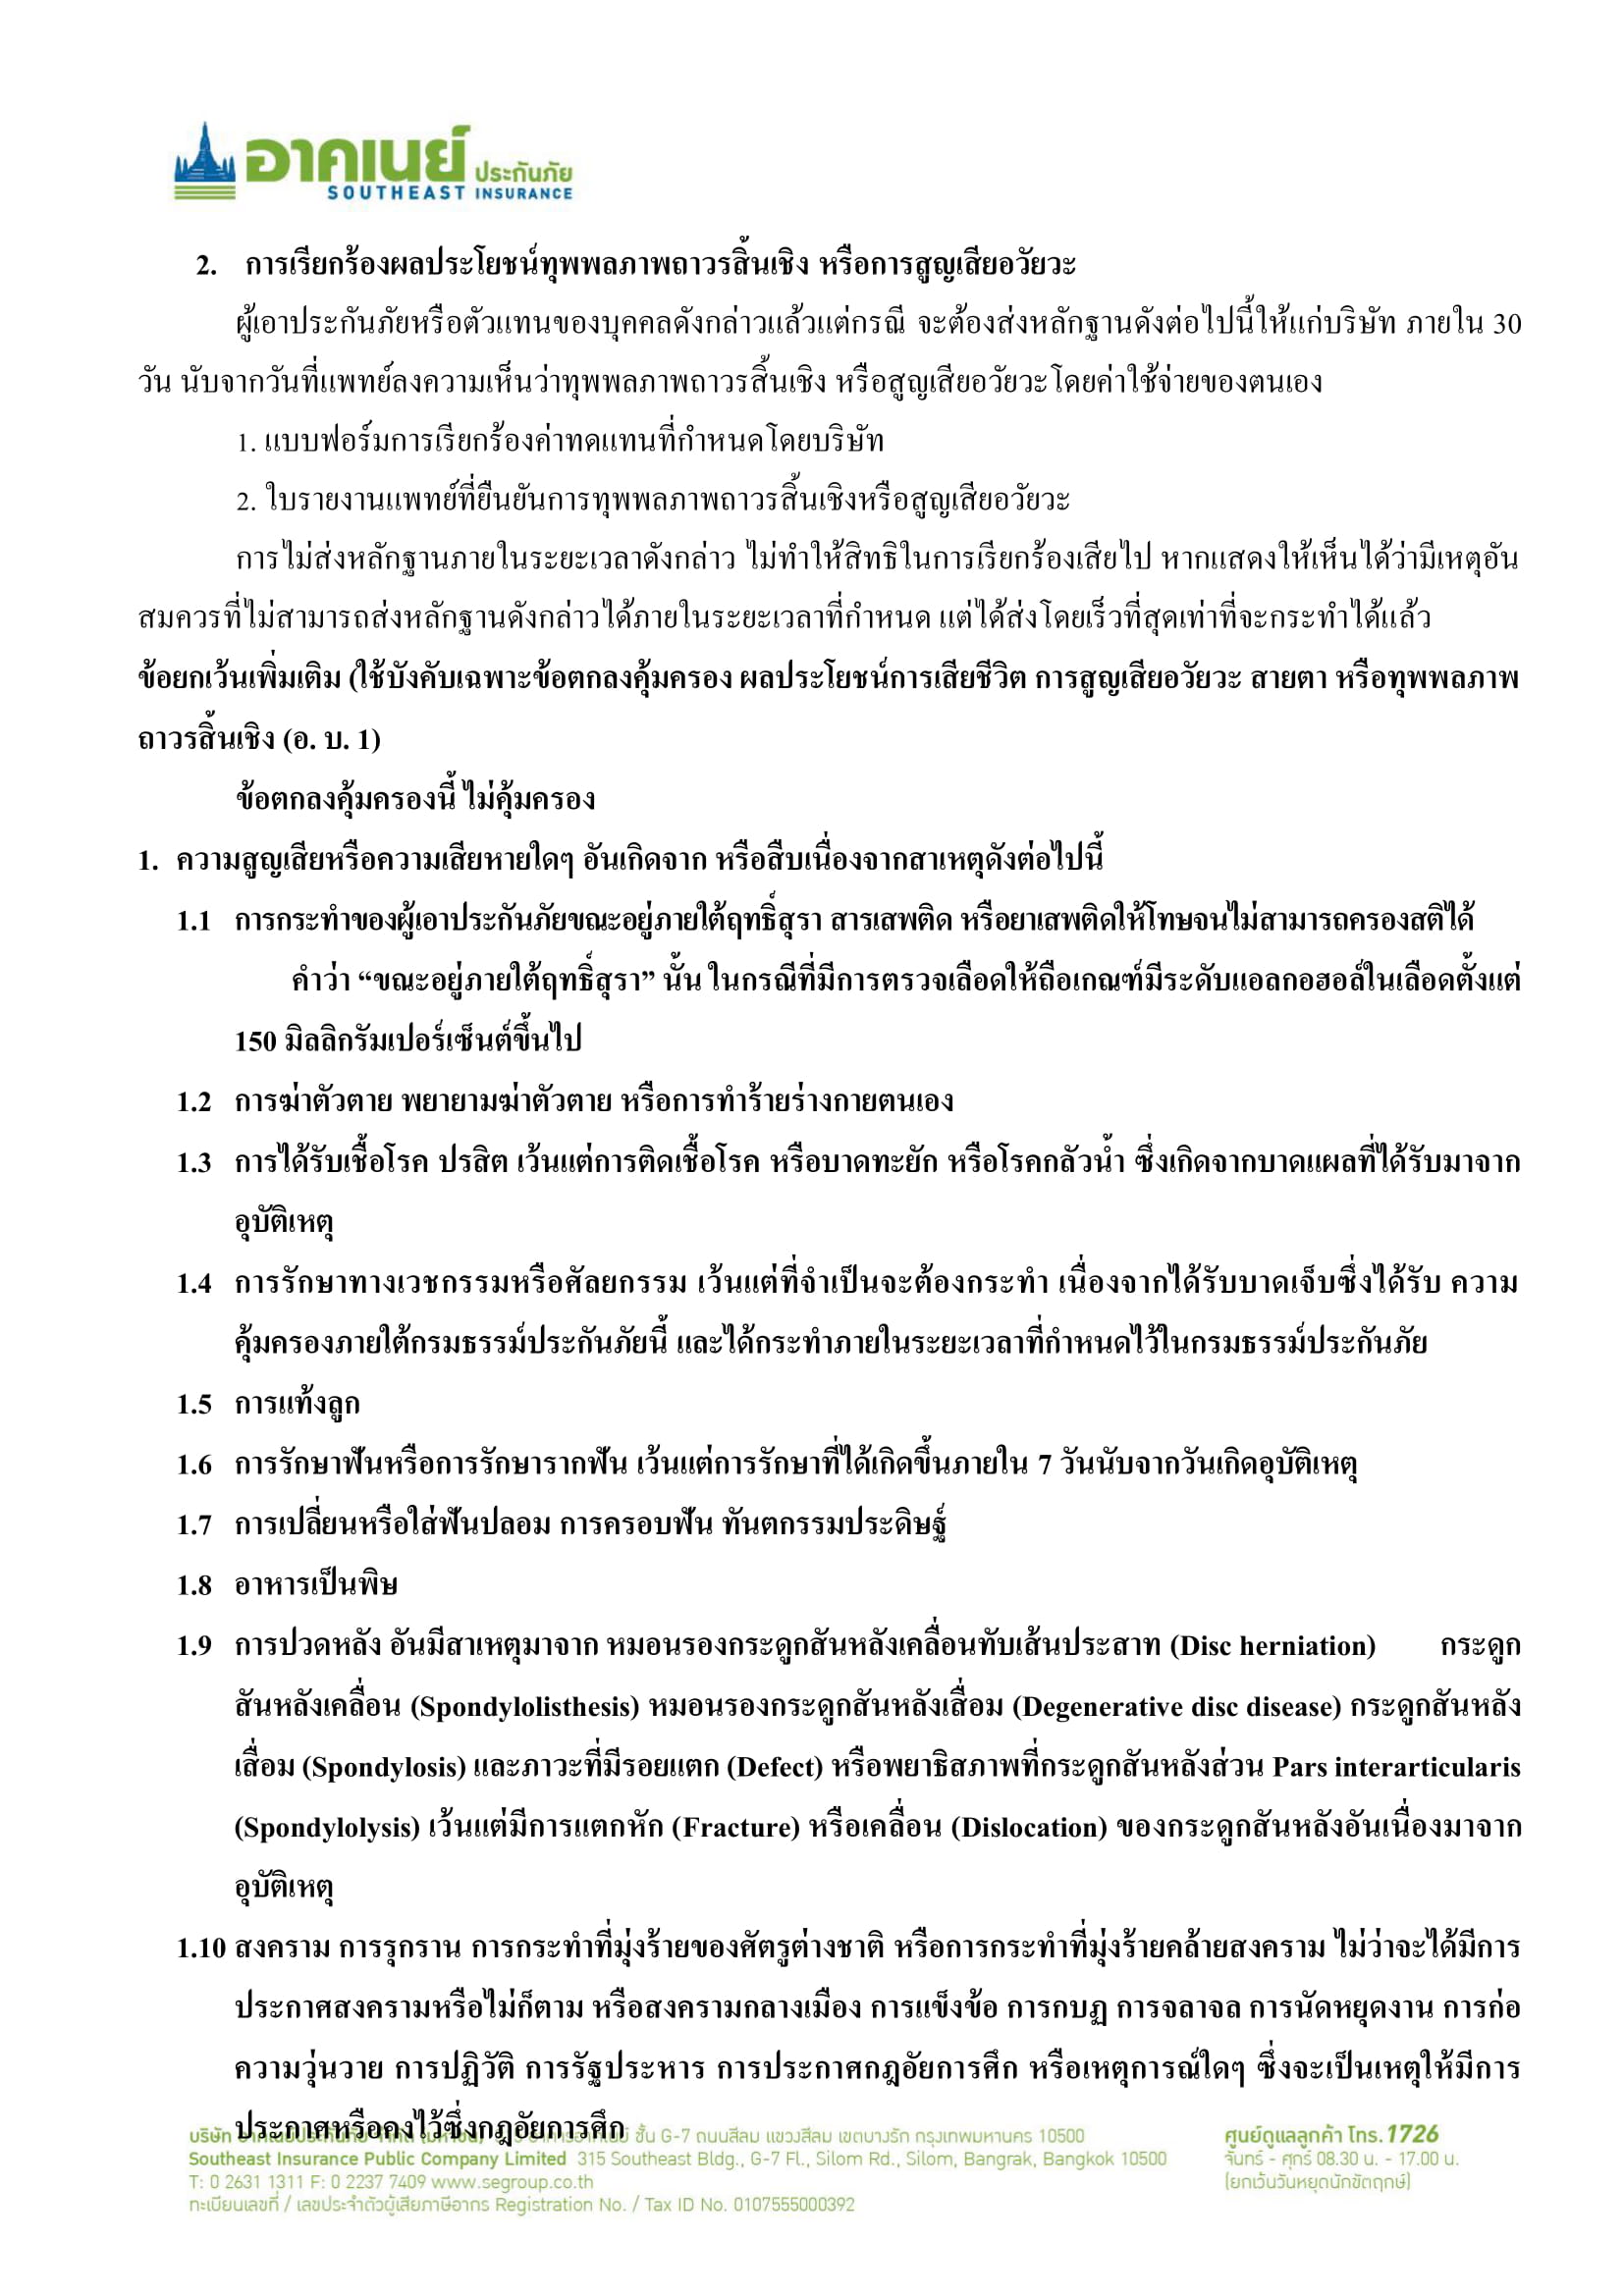 อาคเนย์ ประกันภัย
SOUTHEAST INSURANCE
2. การเรียกร้องผลประโยชน์ทุพพลภาพถาวรสิ้นเชิง หรือการสูญเสียอวัยวะ
ผู้เอาประกันภัยหรือตัวแทนของบุคคลดังกล่าวแล้วแต่กรณี จะต้องส่งหลักฐานดังต่อไปนี้ให้แก่บริษัท ภายใน 30
วัน นับจากวันที่แพทย์ลงความเห็นว่าทุพพลภาพถาวรสิ้นเชิง หรือสูญเสียอวัยวะโดยค่าใช้จ่ายของตนเอง
1. แบบฟอร์มการเรียกร้องค่าทดแทนที่กำหนดโดยบริษัท
2. ใบรายงานแพทย์ที่ยืนยันการทุพพลภาพถาวรสิ้นเชิงหรือสูญเสียอวัยวะ
การไม่ส่งหลักฐานภายในระยะเวลาดังกล่าว ไม่ทำให้สิทธิในการเรียกร้องเสียไป หากแสดงให้เห็นได้ว่ามีเหตุอัน
สมควรที่ไม่สามารถส่งหลักฐานดังกล่าวได้ภายในระยะเวลาที่กำหนด แต่ได้ส่งโดยเร็วที่สุดเท่าที่จะกระทำได้แล้ว
ข้อยกเว้นเพิ่มเติม (ใช้บังคับเฉพาะข้อตกลงคุ้มครอง ผลประโยชน์การเสียชีวิต การสูญเสียอวัยวะ สายตา หรือทุพพลภาพ
ถาวรสิ้นเชิง (อ. บ. 1)
ข้อตกลงคุ้มครองนี้ ไม่คุ้มครอง
1. ความสูญเสียหรือความเสียหายใดๆ อันเกิดจาก หรือสืบเนื่องจากสาเหตุดังต่อไปนี้
1.1 การกระทำของผู้เอาประกันภัยขณะอยู่ภายใต้ฤทธิ์สุรา สารเสพติด หรือยาเสพติดให้โทษจนไม่สามารถครองสติได้
คำว่า “ขณะอยู่ภายใต้ฤทธิ์สุรา” นั้น ในกรณีที่มีการตรวจเลือดให้ถือเกณฑ์มีระดับแอลกอฮอล์ในเลือดตั้งแต่
150 มิลลิกรัมเปอร์เซ็นต์ขึ้นไป
1.2 การฆ่าตัวตาย พยายามฆ่าตัวตาย หรือการทำร้ายร่างกายตนเอง
1.3 การได้รับเชื้อโรค ปรสิต เว้นแต่การติดเชื้อโรค หรือบาดทะยัก หรือโรคกลัวน้ำ ซึ่งเกิดจากบาดแผลที่ได้รับมาจาก
อุบัติเหตุ
1.4 การรักษาทางเวชกรรมหรือศัลยกรรม เว้นแต่ที่จำเป็นจะต้องกระทำ เนื่องจากได้รับบาดเจ็บซึ่งได้รับ ความ
คุ้มครองภายใต้กรมธรรม์ประกันภัยนี้ และได้กระทำภายในระยะเวลาที่กำหนดไว้ในกรมธรรม์ประกันภัย
1.5 การแท้งลูก
1.6 การรักษาฟันหรือการรักษารากฟัน เว้นแต่การรักษาที่ได้เกิดขึ้นภายใน 7 วันนับจากวันเกิดอุบัติเหตุ
1.7 การเปลี่ยนหรือใส่ฟันปลอม การครอบฟัน ทันตกรรมประดิษฐ์
1.8 อาหารเป็นพิษ
1.9 การปวดหลัง อันมีสาเหตุมาจาก หมอนรองกระดูกสันหลังเคลื่อนทับเส้นประสาท (Disc herniation) กระดูก
สันหลังเคลื่อน (Spondylolisthesis) หมอนรองกระดูกสันหลังเสื่อม (Degenerative disc disease) กระดูกสันหลัง
เสื่อม (Spondylosis) และภาวะที่มีรอยแตก (Defect) หรือพยาธิสภาพที่กระดูกสันหลังส่วน Pars interarticularis
(Spondylolysis) เว้นแต่มีการแตกหัก (Fracture) หรือเคลื่อน (Dislocation) ของกระดูกสันหลังอันเนื่องมาจาก
อุบัติเหตุ
1.10 สงคราม การรุกราน การกระทำที่มุ่งร้ายของศัตรูต่างชาติ หรือการกระทำที่มุ่งร้ายคล้ายสงคราม ไม่ว่าจะได้มีการ
ประกาศสงครามหรือไม่ก็ตาม หรือสงครามกลางเมือง การแข็งข้อ การกบฏ การจลาจล การนัดหยุดงาน การก่อ
ความวุ่นวาย การปฏิวัติ การรัฐประหาร การประกาศกฎอัยการศึก หรือเหตุการณ์ใดๆ ซึ่งจะเป็นเหตุให้มีการ
ประกาศหรือคงไว้ซึ่งกฎอัยการศึก
บริษัท ชั้น G-7 ถนนสีลม แขวงสีลม เขตบางรัก กรุงเทพมหานคร 10500
Southeast Insurance Public Company Limited 315 Southeast Bldg., G-7 Fl., Silom Rd., Silom, Bangrak, Bangkok 10500
T: 0 2631 1311 F: 0 2237 7409 www.segroup.co.th
ทะเบียนเลขที่ / เลขประจำตัวผู้เสียภาษีอากร Registration No. / Tax ID No. 0107555000392
ศูนย์ดูแลลูกค้า โทร.1726
จันทร์ - ศุกร์ 08.30 น. - 17.00 น.
(ยกเว้นวันหยุดนักขัตฤกษ์)